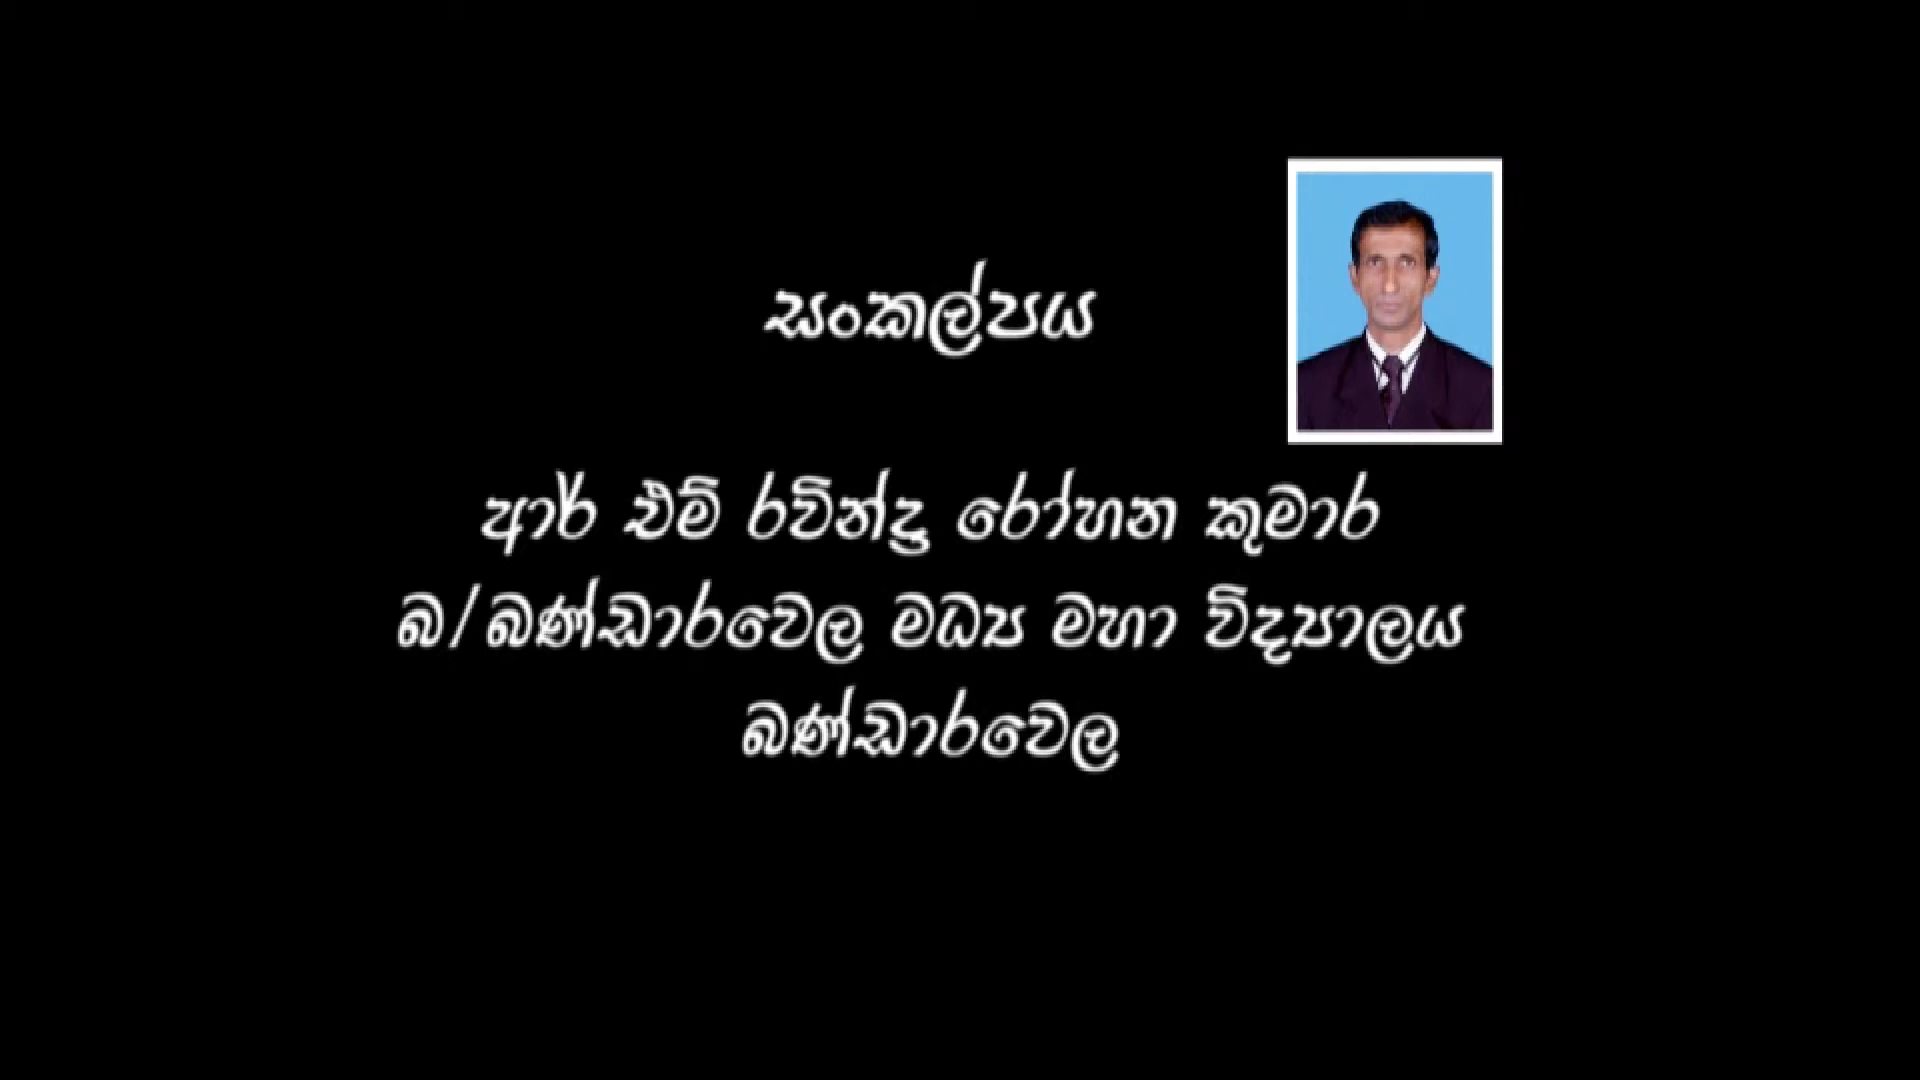 සංකල්පය
ආර් එම් රවින්ද්‍ර රෝහන කුමාර
බ/බණ්ඩාරවෙල මධ්‍ය මහා විද්‍යාලය
බණ්ඩාරවෙල